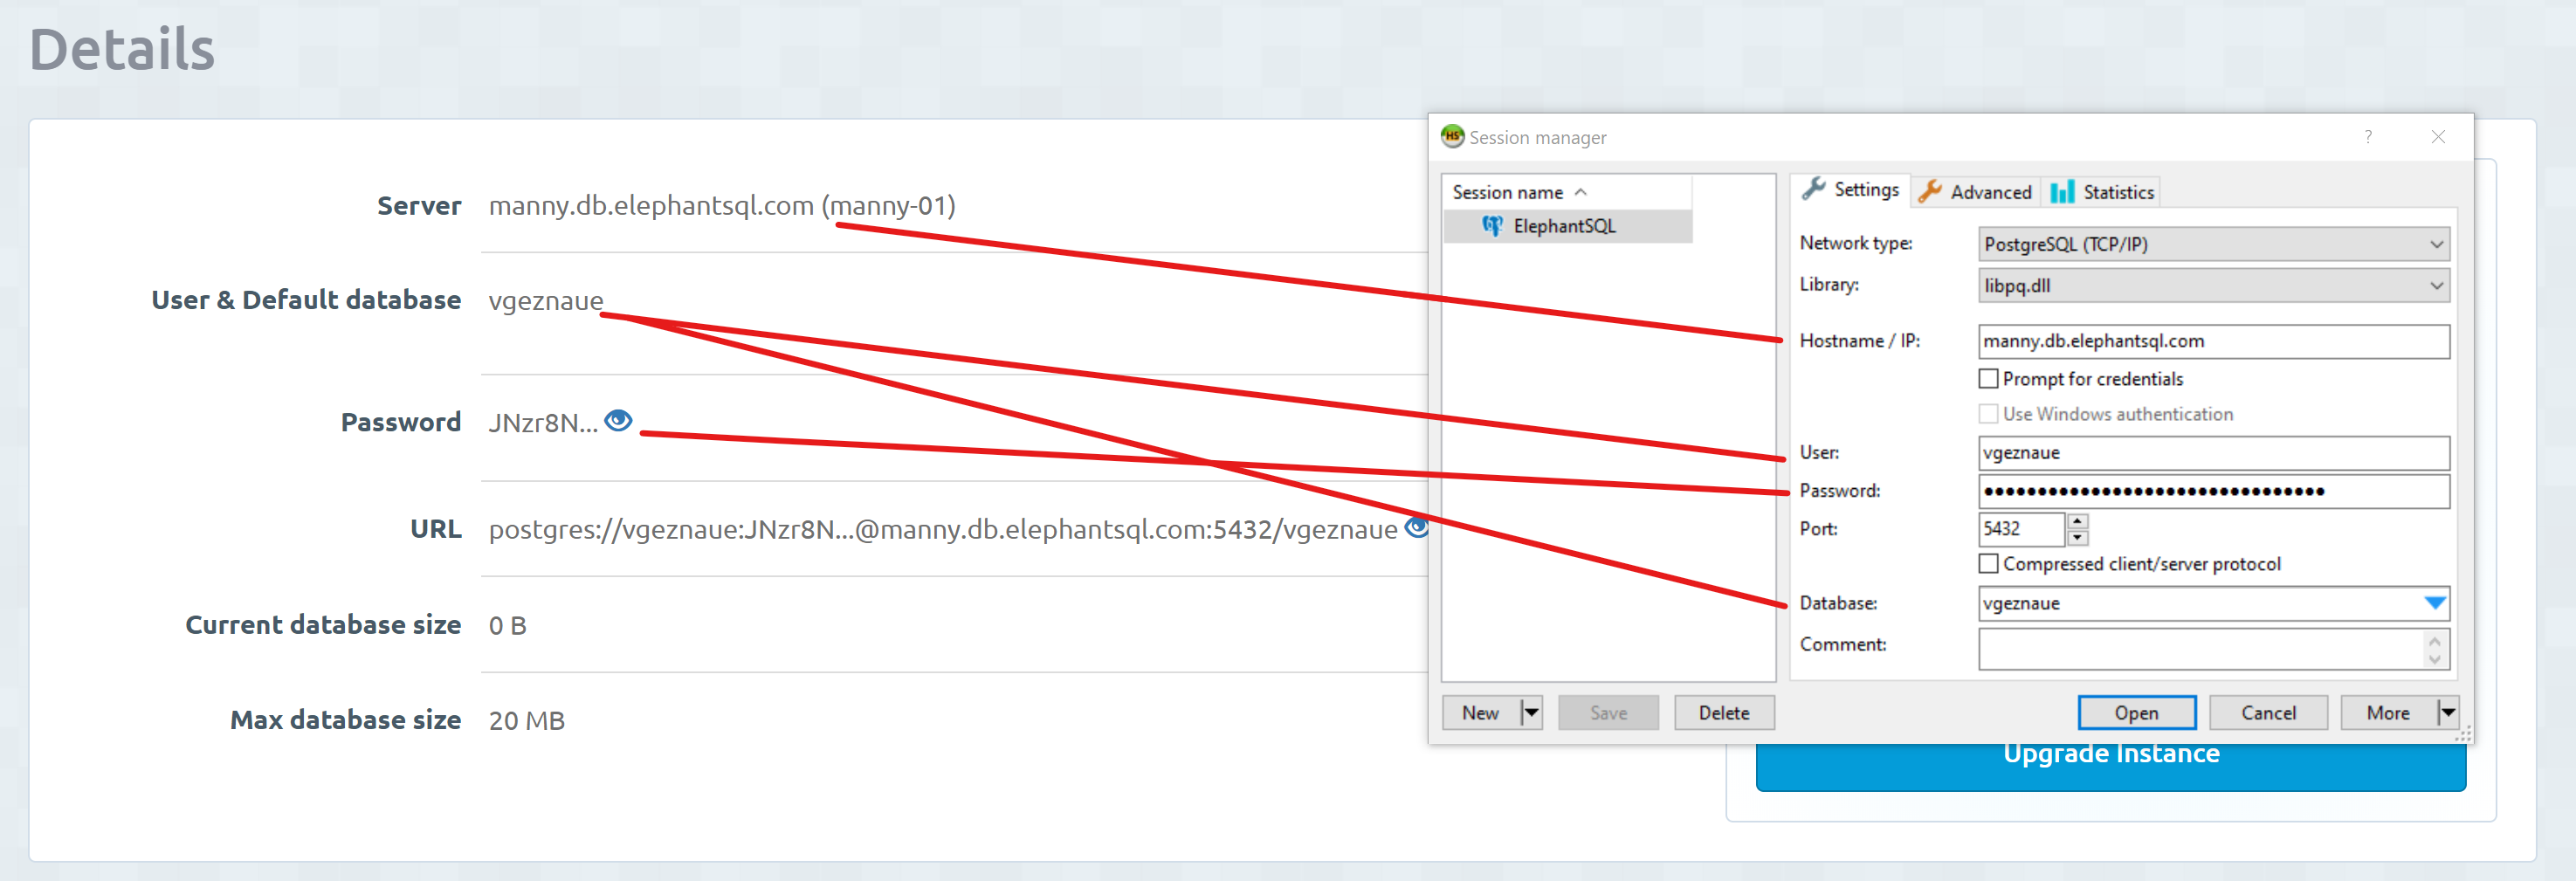 Details
Server manny.db.elephantsql.com (manny-01)
User & Default database vgeznaue
Password JNzr8N...
URL postgres://vgeznaue:JNzr8N...@manny.db.elephantsql.com:5432/vgeznaue
Current database size 0 B
Max database size 20 MB
HS Session manager ?
Session name
ElephantSQL
Settings Advanced Statistics
Network type: PostgreSQL (TCP/IP)
Library: libpq.dll
Hostname / IP: manny.db.elephantsql.com
Prompt for credentials
Use Windows authentication
User: vgeznaue
Password: ••••••••••••••••••••••••••••••••
Port: 5432
Compressed client/server protocol
Database: vgeznaue
Comment:
New Save Delete Open Cancel More
Upgrade Instance